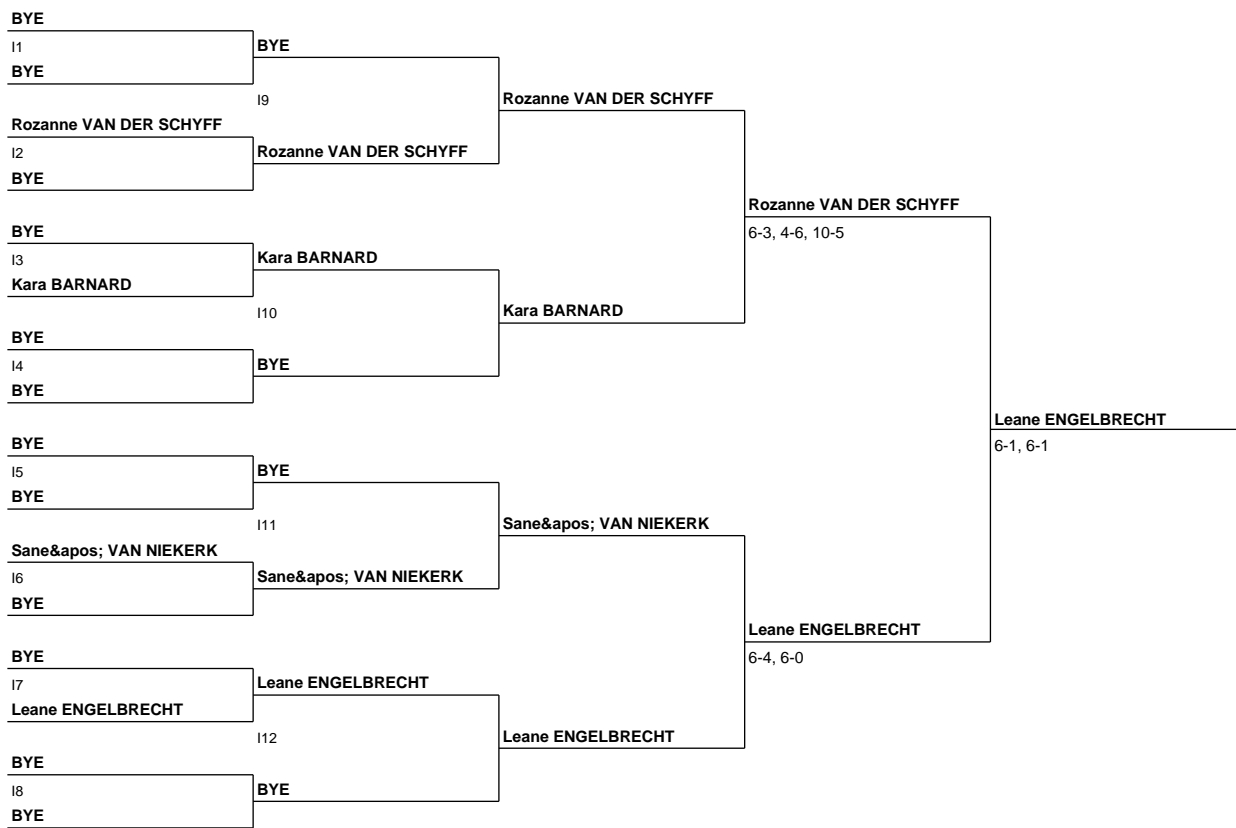 BYE
I1
BYE
BYE
I9
Rozanne VAN DER SCHYFF
Rozanne VAN DER SCHYFF
I2
Rozanne VAN DER SCHYFF
BYE
Rozanne VAN DER SCHYFF
6-3, 4-6, 10-5
BYE
I3
Kara BARNARD
Kara BARNARD
I10
Kara BARNARD
BYE
I4
BYE
BYE
Leane ENGELBRECHT
6-1, 6-1
BYE
I5
BYE
BYE
I11
Sane&apos; VAN NIEKERK
Sane&apos; VAN NIEKERK
I6
Sane&apos; VAN NIEKERK
BYE
Leane ENGELBRECHT
6-4, 6-0
BYE
I7
Leane ENGELBRECHT
Leane ENGELBRECHT
I12
Leane ENGELBRECHT
BYE
I8
BYE
BYE